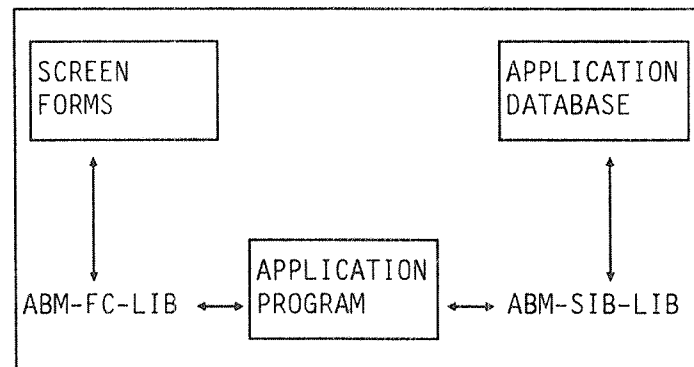 SCREEN
FORMS
APPLICATION
DATABASE
APPLICATION
PROGRAM
ABM-FC-LIB
ABM-SIB-LIB